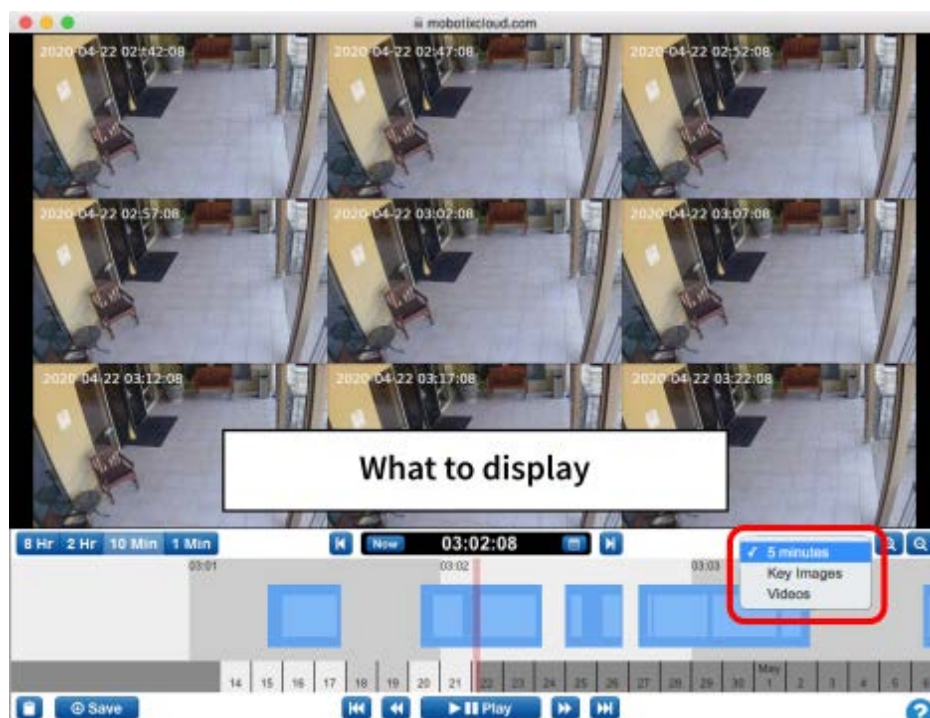 mobotixcloud.com
2020-04-22 02:42:08
2020-04-22 02:47:08
2020-04-22 02:52:08
2020-04-22 02:57:08
2020-04-22 03:02:08
2020-04-22 03:07:08
2020-04-22 03:12:08
2020-04-22 03:17:08
2020-04-22 03:22:08
What to display
8 Hr 2 Hr 10 Min 1 Min
Now 03:02:08
✓ 5 minutes
Key Images
Videos
03:01 03:02 03:03
May
14 15 16 17 18 19 20 21 22 23 24 25 26 27 28 29 30 1 2 3 4 5 6
Save
Play
?